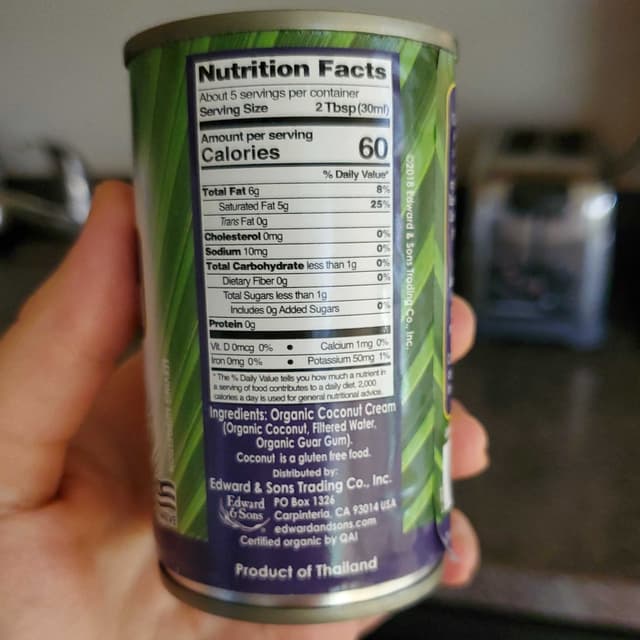 Nutrition Facts
About 5 servings per container
Serving Size 2 Tbsp (30ml)
Amount per serving
Calories 60
% Daily Value*
Total Fat 6g 8%
Saturated Fat 5g 25%
Trans Fat 0g
Cholesterol 0mg 0%
Sodium 10mg 0%
Total Carbohydrate less than 1g 0%
Dietary Fiber 0g 0%
Total Sugars less than 1g
Includes 0g Added Sugars 0%
Protein 0g
Vit. D 0mcg 0% • Calcium 1mg 0%
Iron 0mg 0% • Potassium 50mg 1%
*The % Daily Value tells you how much a nutrient in
a serving of food contributes to a daily diet. 2,000
calories a day is used for general nutritional advice.
Ingredients: Organic Coconut Cream
(Organic Coconut, Filtered Water,
Organic Guar Gum).
Coconut is a gluten free food.
Distributed by:
Edward & Sons Trading Co., Inc.
Edward & Sons
PO Box 1326
Carpinteria, CA 93014 USA
edwardandsons.com
Certified organic by QAI
Product of Thailand
©2018 Edward & Sons Trading Co., Inc.